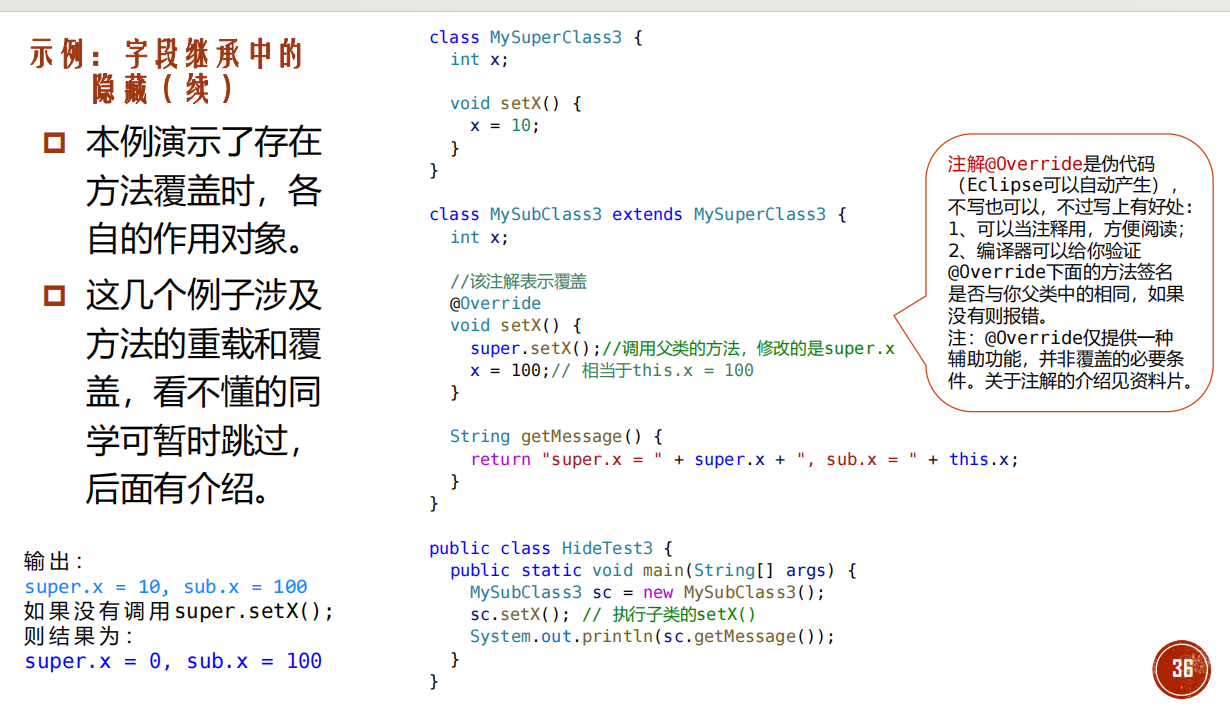 示例：字段继承中的
隐藏（续）
本例演示了存在
方法覆盖时，各
自的作用对象。
这几个例子涉及
方法的重载和覆
盖，看不懂的同
学可暂时跳过，
后面有介绍。
输出：
super.x = 10, sub.x = 100
如果没有调用super.setX();
则结果为：
super.x = 0, sub.x = 100
class MySuperClass3 {
int x;
void setX() {
x = 10;
}
}
class MySubClass3 extends MySuperClass3 {
int x;
//该注解表示覆盖
@Override
void setX() {
super.setX();//调用父类的方法，修改的是super.x
x = 100;// 相当于this.x = 100
}
String getMessage() {
return "super.x = " + super.x + ", sub.x = " + this.x;
}
}
public class HideTest3 {
public static void main(String[] args) {
MySubClass3 sc = new MySubClass3();
sc.setX(); // 执行子类的setX()
System.out.println(sc.getMessage());
}
}
注解@Override是伪代码
（Eclipse可以自动产生），
不写也可以，不过写上有好处：
1、可以当注释用，方便阅读；
2、编译器可以给你验证
@Override下面的方法签名
是否与你父类中的相同，如果
没有则报错。
注：@Override仅提供一种
辅助功能，并非覆盖的必要条
件。关于注解的介绍见资料片。
36